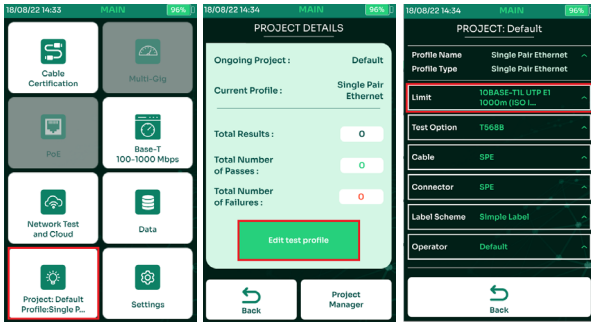 18/08/22 14:33 MAIN 96%
Cable
Certification
Multi-Gig
PoE
Base-T
100-1000 Mbps
Network Test
and Cloud
Data
Project: Default
Profile:Single P...
Settings
18/08/22 14:34 MAIN 96%
PROJECT DETAILS
Ongoing Project : Default
Current Profile : Single Pair
Ethernet
Total Results : 0
Total Number
of Passes : 0
Total Number
of Failures : 0
Edit test profile
Back
Project
Manager
18/08/22 14:34 MAIN 96%
PROJECT: Default
Profile Name Single Pair Ethernet
Profile Type Single Pair Ethernet
Limit 10BASE-T1L UTP E1
1000m (ISO I...
Test Option T568B
Cable SPE
Connector SPE
Label Scheme Simple Label
Operator Default
Back